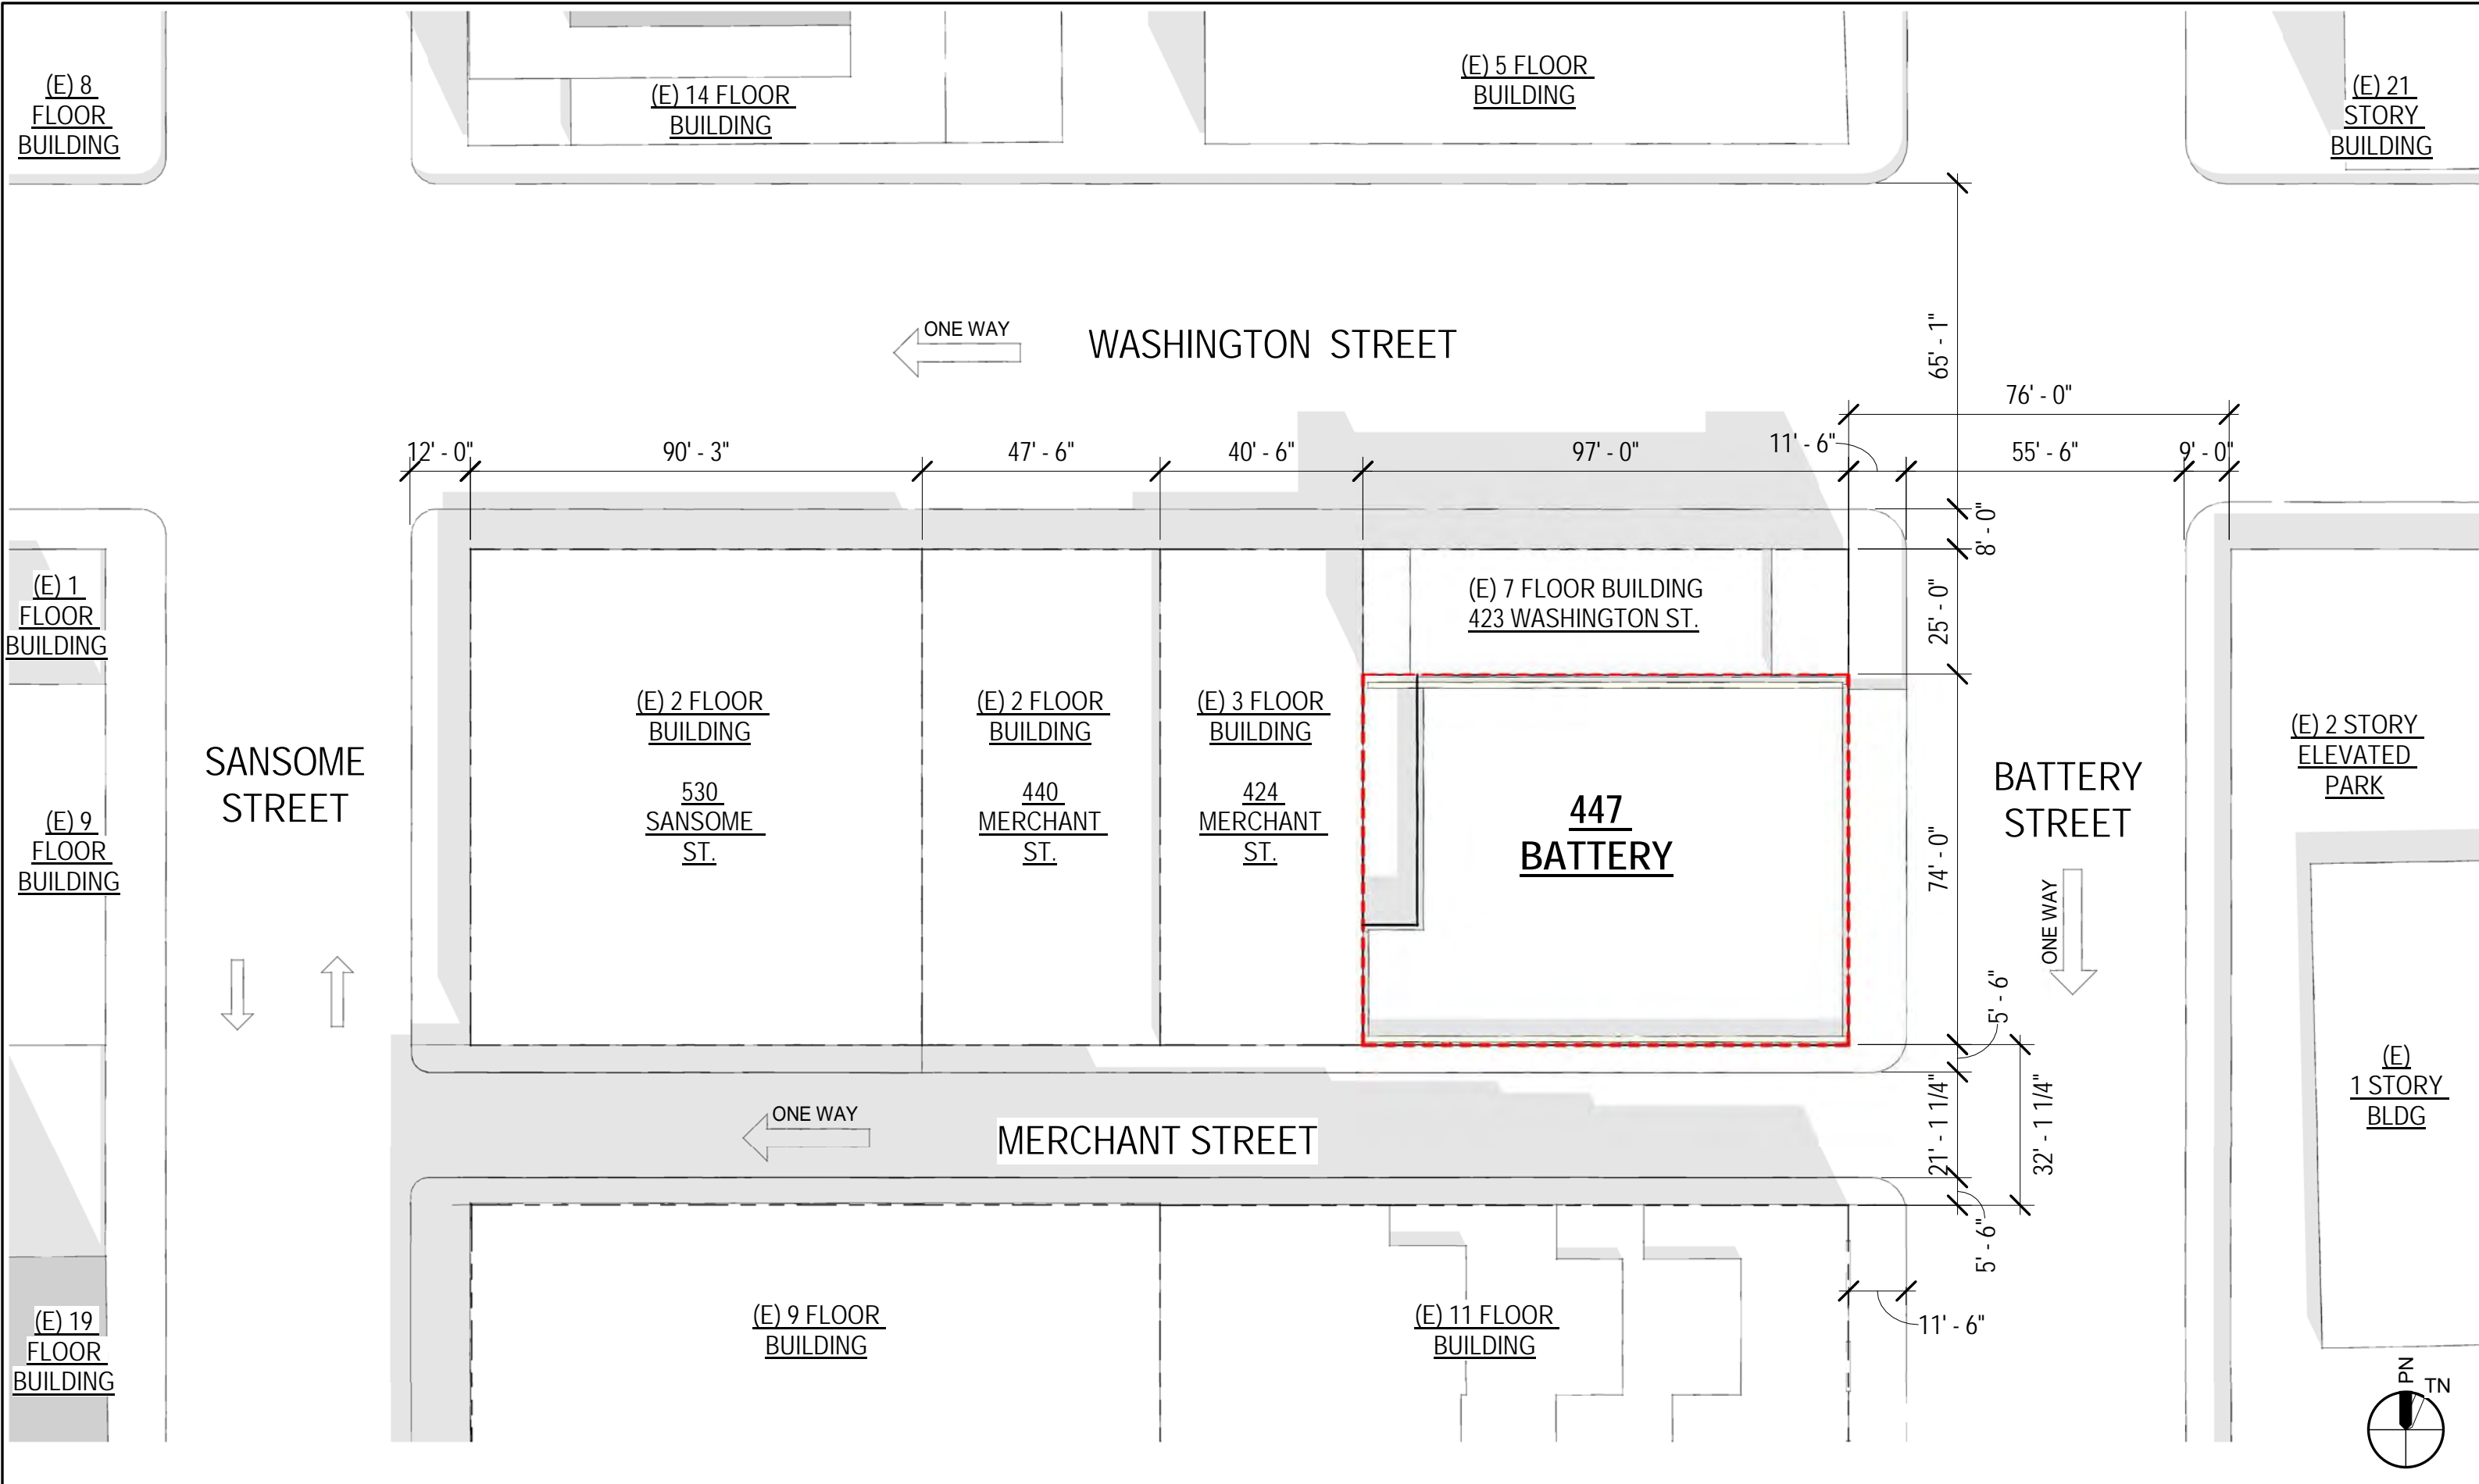 (E) 8
FLOOR
BUILDING
(E) 14 FLOOR
BUILDING
(E) 5 FLOOR
BUILDING
(E) 21
STORY
BUILDING
ONE WAY
WASHINGTON STREET
65' - 1"
76' - 0"
12' - 0"
90' - 3"
47' - 6"
40' - 6"
97' - 0"
11' - 6"
55' - 6"
9' - 0"
8' - 0"
25' - 0"
(E) 1
FLOOR
BUILDING
(E) 7 FLOOR BUILDING
423 WASHINGTON ST.
(E) 2 FLOOR
BUILDING
530
SANSOME
ST.
(E) 2 FLOOR
BUILDING
440
MERCHANT
ST.
(E) 3 FLOOR
BUILDING
424
MERCHANT
ST.
447
BATTERY
74' - 0"
SANSOME
STREET
BATTERY
STREET
ONE WAY
(E) 2 STORY
ELEVATED
PARK
(E) 9
FLOOR
BUILDING
5' - 6"
21' - 1 1/4"
32' - 1 1/4"
(E)
1 STORY
BLDG
ONE WAY
MERCHANT STREET
5' - 6"
11' - 6"
(E) 19
FLOOR
BUILDING
(E) 9 FLOOR
BUILDING
(E) 11 FLOOR
BUILDING
PN
TN